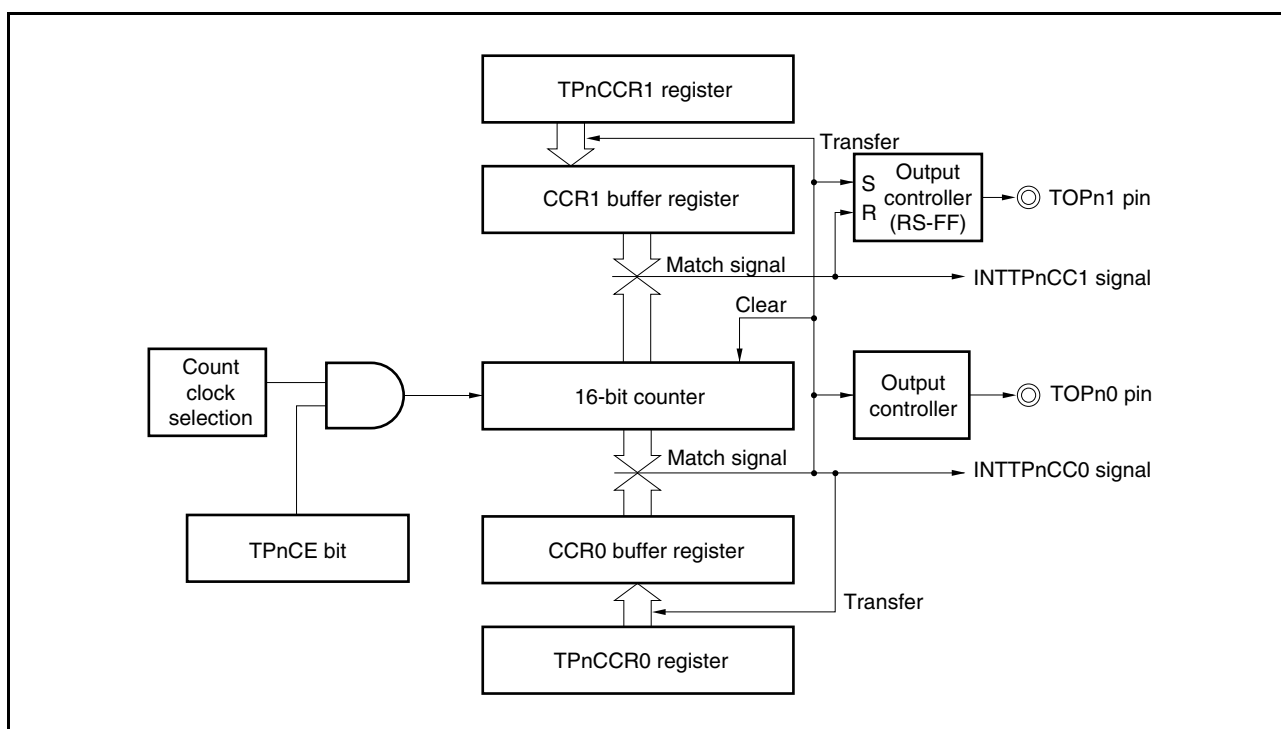 TPnCCR1 register
Transfer
CCR1 buffer register
S
R
Output
controller
(RS-FF)
TOPn1 pin
Match signal
INTTPnCC1 signal
Clear
Count
clock
selection
16-bit counter
Output
controller
TOPn0 pin
Match signal
INTTPnCC0 signal
TPnCE bit
CCR0 buffer register
Transfer
TPnCCR0 register